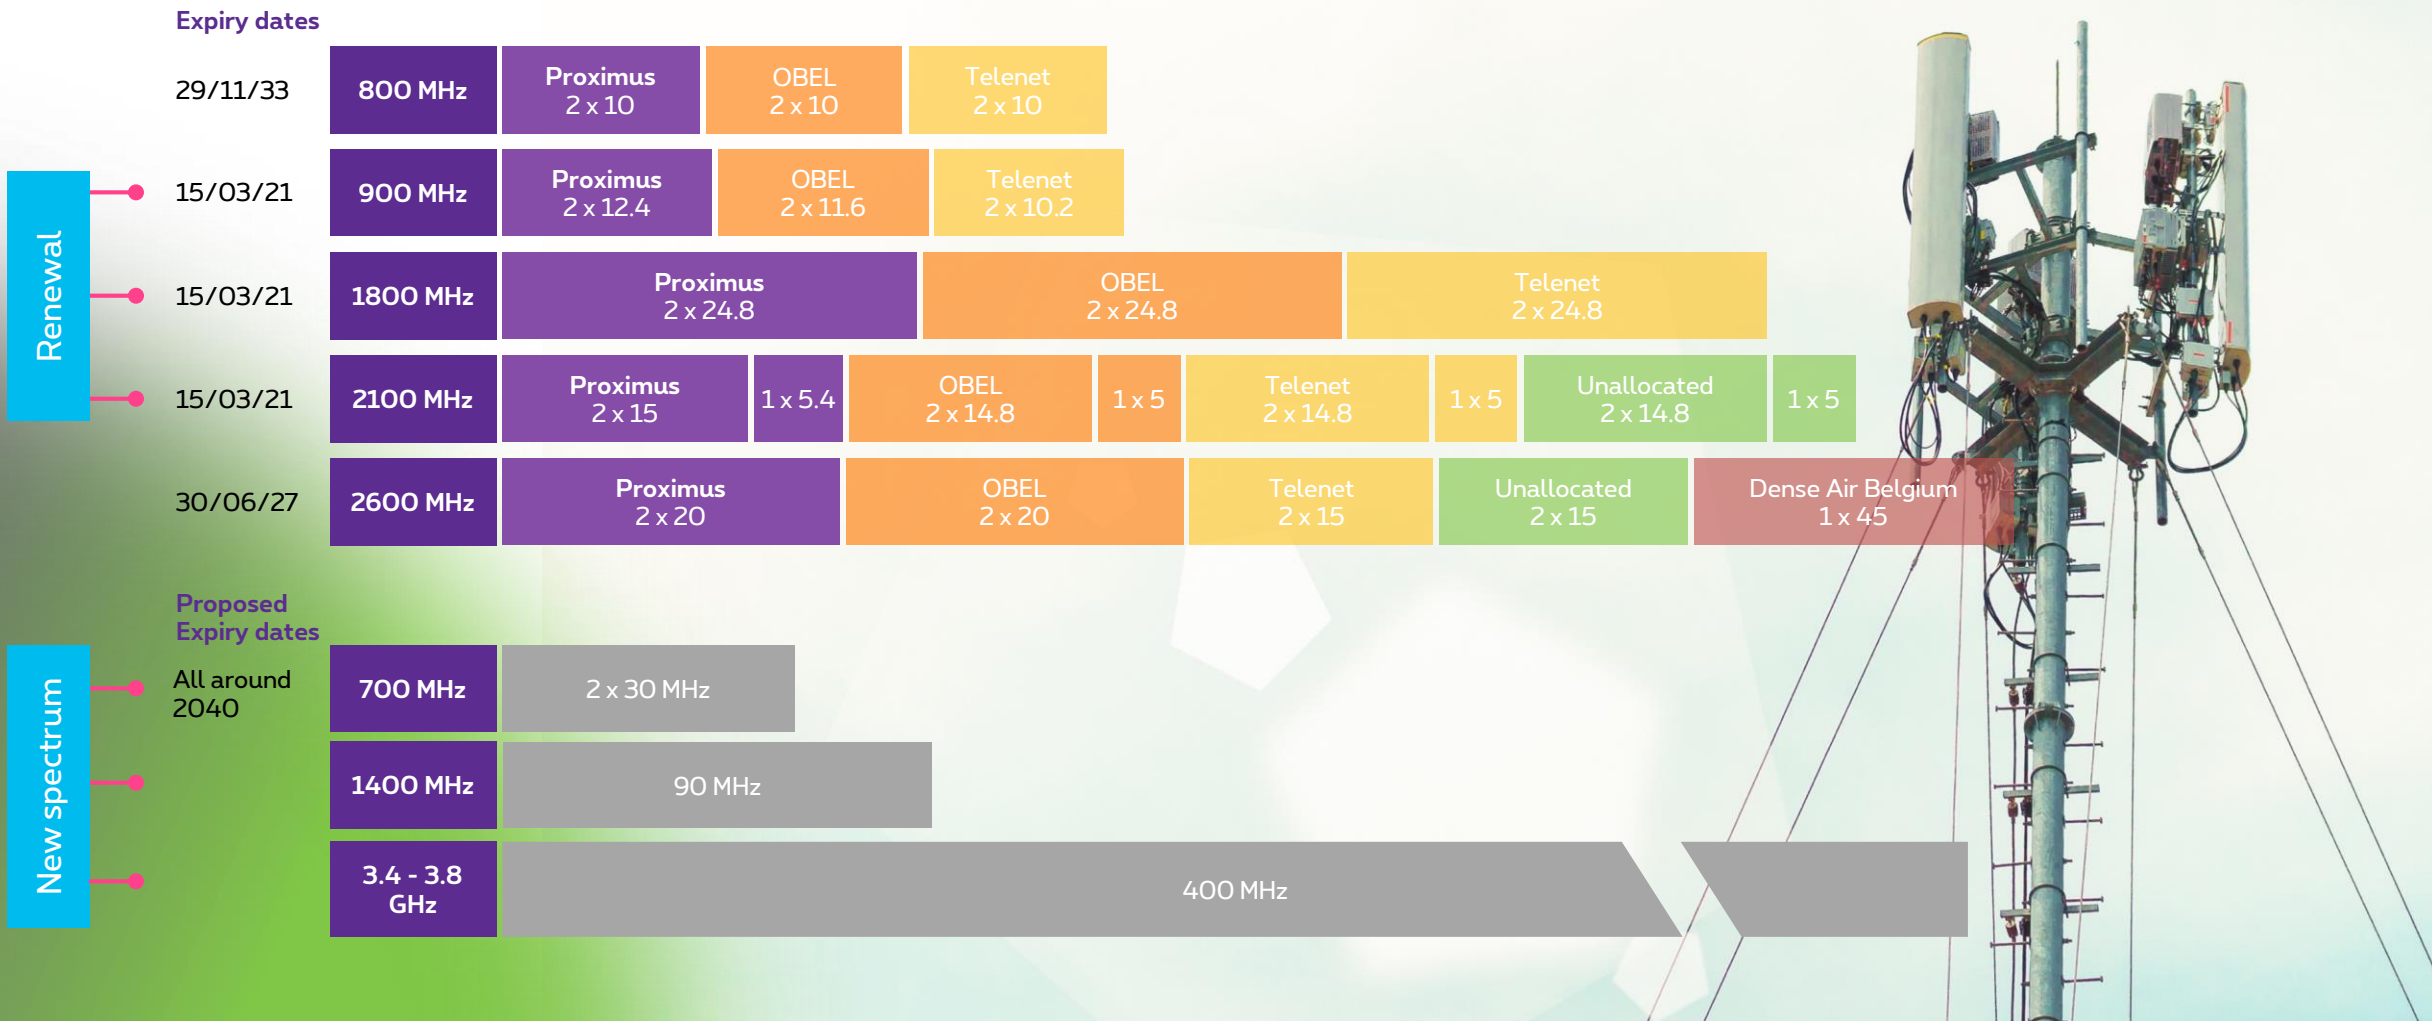 Expiry dates
29/11/33
800 MHz
Proximus
2 x 10
OBEL
2 x 10
Telenet
2 x 10
Renewal
15/03/21
900 MHz
Proximus
2 x 12.4
OBEL
2 x 11.6
Telenet
2 x 10.2
15/03/21
1800 MHz
Proximus
2 x 24.8
OBEL
2 x 24.8
Telenet
2 x 24.8
15/03/21
2100 MHz
Proximus
2 x 15
1 x 5.4
OBEL
2 x 14.8
1 x 5
Telenet
2 x 14.8
1 x 5
Unallocated
2 x 14.8
1 x 5
30/06/27
2600 MHz
Proximus
2 x 20
OBEL
2 x 20
Telenet
2 x 15
Unallocated
2 x 15
Dense Air Belgium
1 x 45
Proposed
Expiry dates
New spectrum
All around
2040
700 MHz
2 x 30 MHz
1400 MHz
90 MHz
3.4 - 3.8
GHz
400 MHz